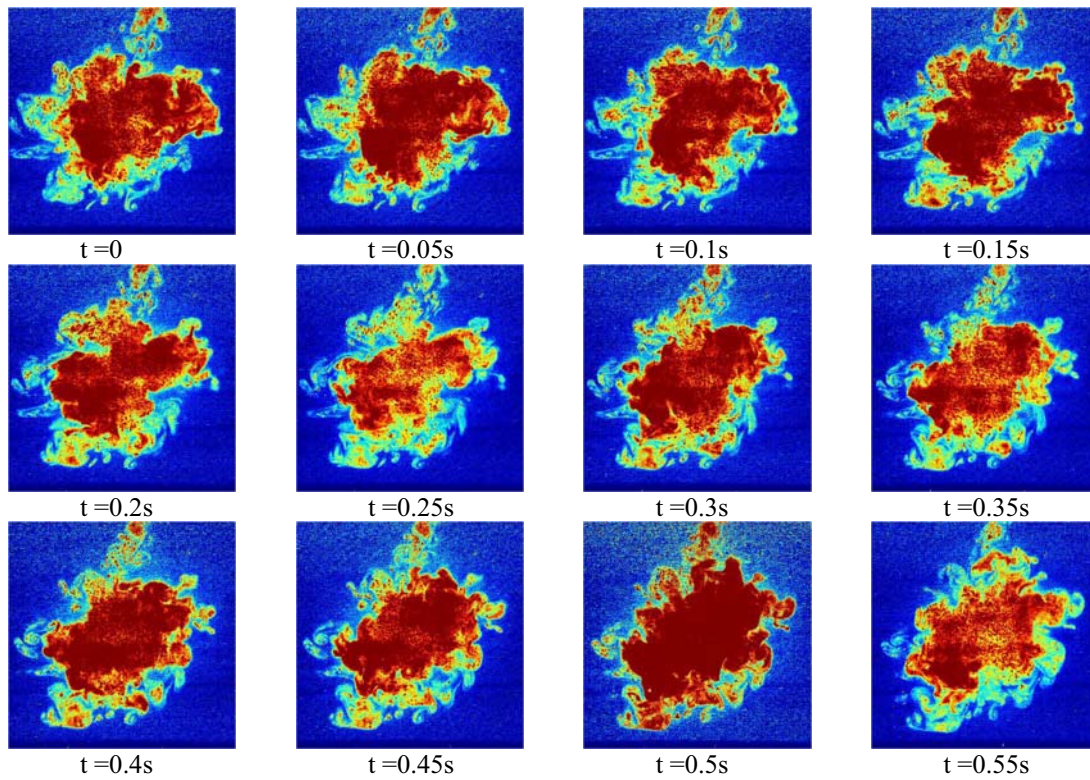 t =0
t =0.05s
t =0.1s
t =0.15s
t =0.2s
t =0.25s
t =0.3s
t =0.35s
t =0.4s
t =0.45s
t =0.5s
t =0.55s